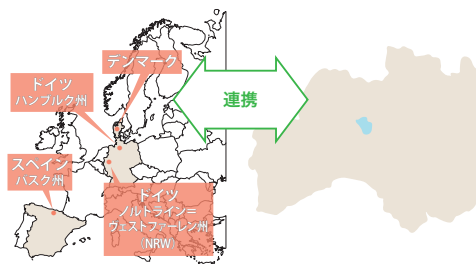 デンマーク
ドイツ
ハンブルク州
連携
スペイン
バスク州
ドイツ
ノルトライン=
ヴェストファーレン州
(NRW)